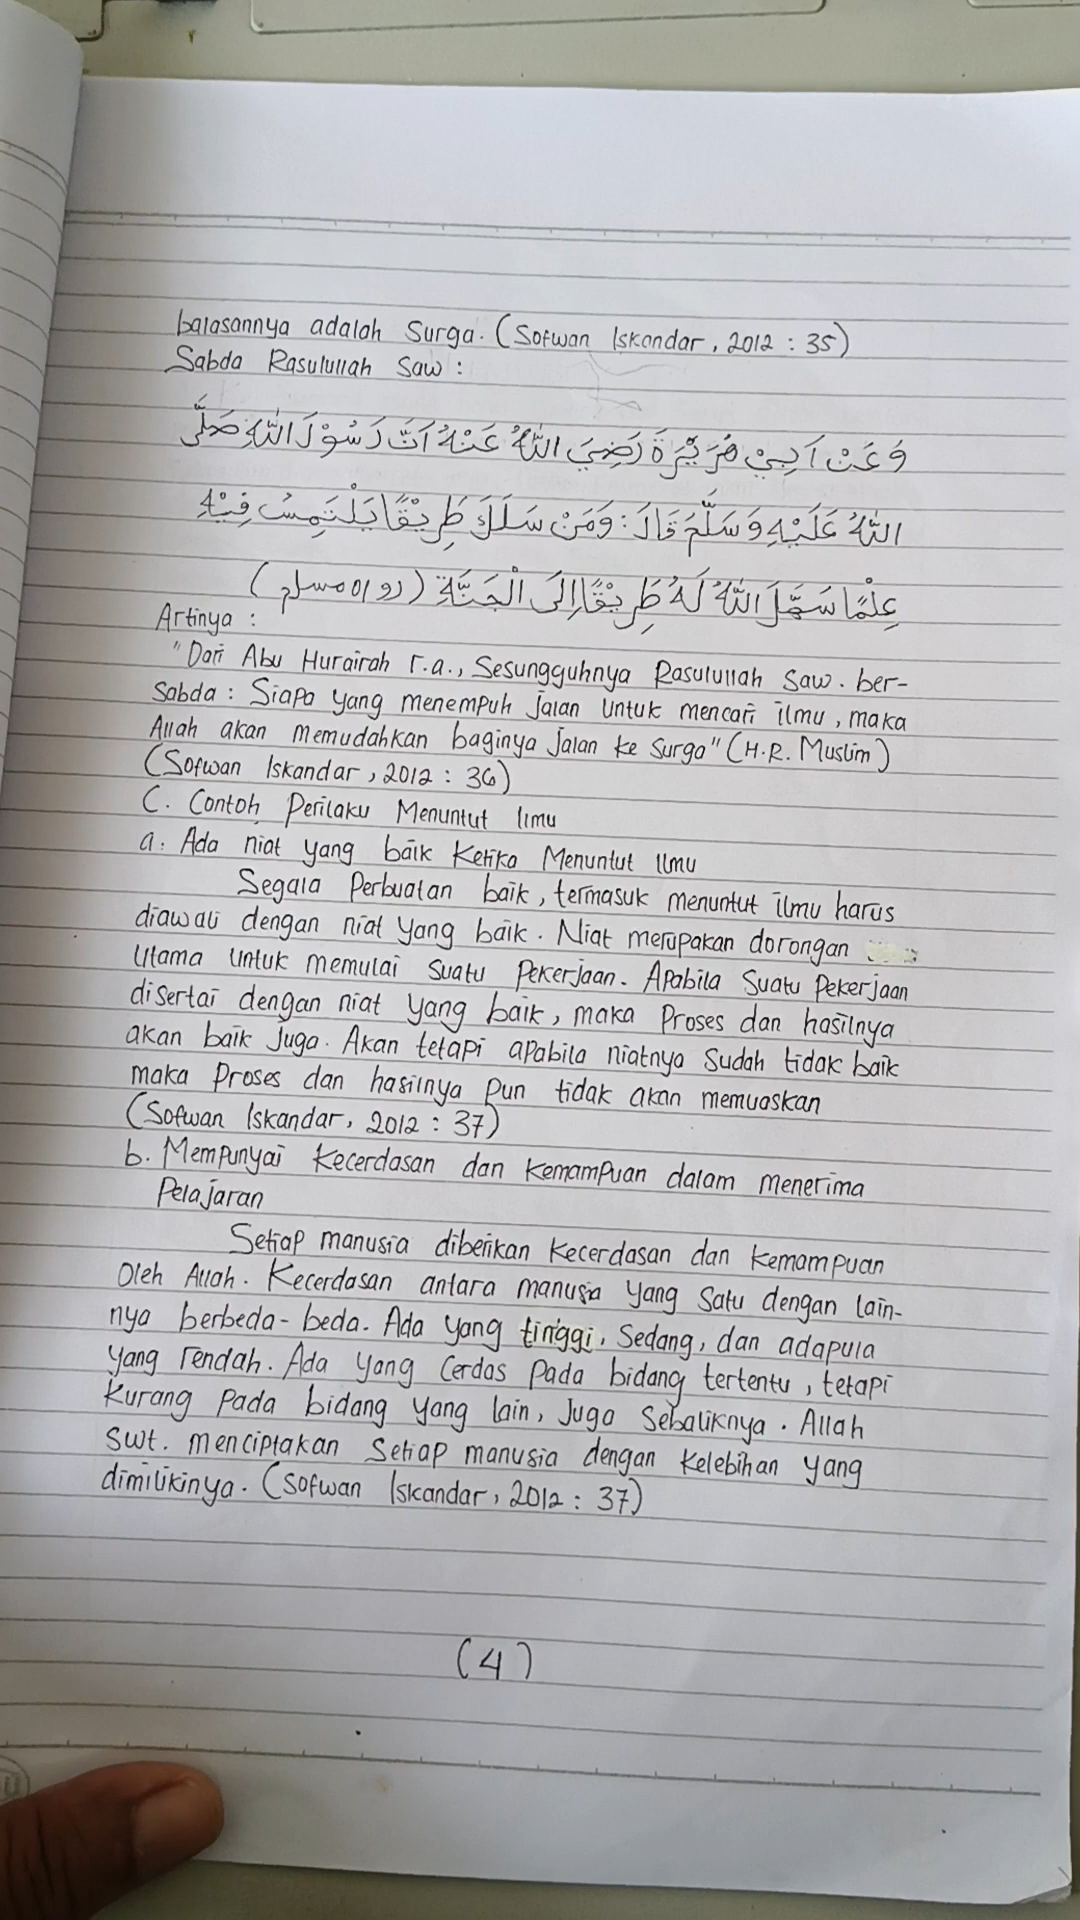 balasannya adalah Surga. (Sofwan Iskandar, 2012 : 35)
Sabda Rasulullah Saw :
وَعَنْ اَبِيْ هُرَيْرَةَ رَضِيَ اللّٰهُ عَنْهُ اَنَّ رَسُوْلَ اللّٰهِ صَلَّى
اللّٰهُ عَلَيْهِ وَسَلَّمَ قَالَ : وَمَنْ سَلَكَ طَرِيْقًا يَلْتَمِسُ فِيْهِ
عِلْمًا سَهَّلَ اللّٰهُ لَهُ طَرِيْقًا اِلَى الْجَنَّةِ (رواه مسلم)
Artinya :
"Dari Abu Hurairah r.a., Sesungguhnya Rasulullah Saw. ber-
Sabda : Siapa yang menempuh jalan untuk mencari ilmu, maka
Allah akan memudahkan baginya jalan ke Surga" (H.R. Muslim)
(Sofwan Iskandar, 2012 : 36)
C. Contoh Perilaku Menuntut Ilmu
a. Ada niat yang baik Ketika Menuntut Ilmu
Segala Perbuatan baik, termasuk menuntut ilmu harus
diawali dengan niat yang baik. Niat merupakan dorongan
Utama untuk memulai Suatu Pekerjaan. Apabila Suatu Pekerjaan
disertai dengan niat yang baik, maka Proses dan hasilnya
akan baik juga. Akan tetapi apabila niatnya Sudah tidak baik
maka Proses dan hasilnya Pun tidak akan memuaskan
(Sofwan Iskandar, 2012 : 37)
b. Mempunyai Kecerdasan dan Kemampuan dalam menerima
Pelajaran
Setiap manusia diberikan Kecerdasan dan Kemampuan
Oleh Allah. Kecerdasan antara manusia yang Satu dengan lain-
nya berbeda-beda. Ada yang tinggi, Sedang, dan adapula
yang rendah. Ada yang Cerdas Pada bidang tertentu, tetapi
Kurang Pada bidang yang lain, Juga Sebaliknya. Allah
Swt. menciptakan Setiap manusia dengan Kelebihan yang
dimilikinya. (Sofwan Iskandar, 2012 : 37)
(4)